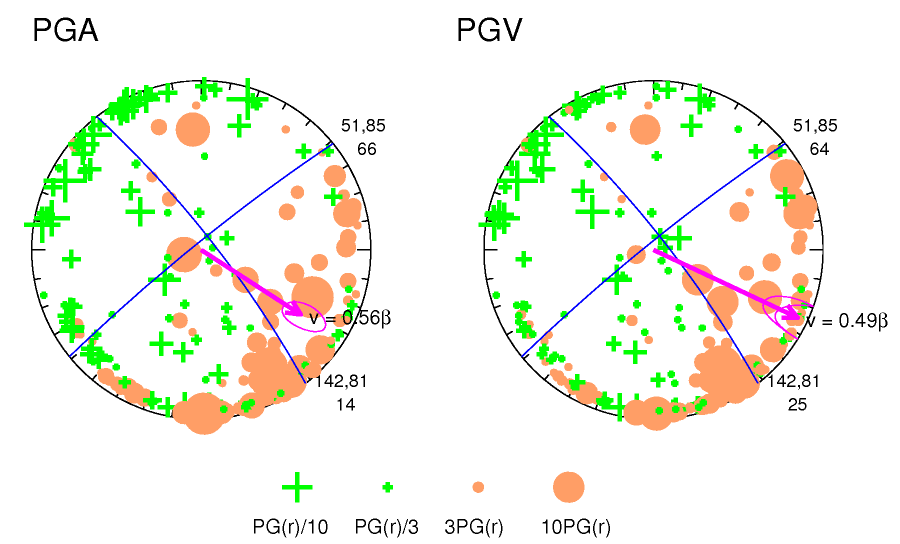 PGA
PGV
51,85
66
51,85
64
v = 0.56β
v = 0.49β
142,81
14
142,81
25
PG(r)/10 PG(r)/3 3PG(r) 10PG(r)